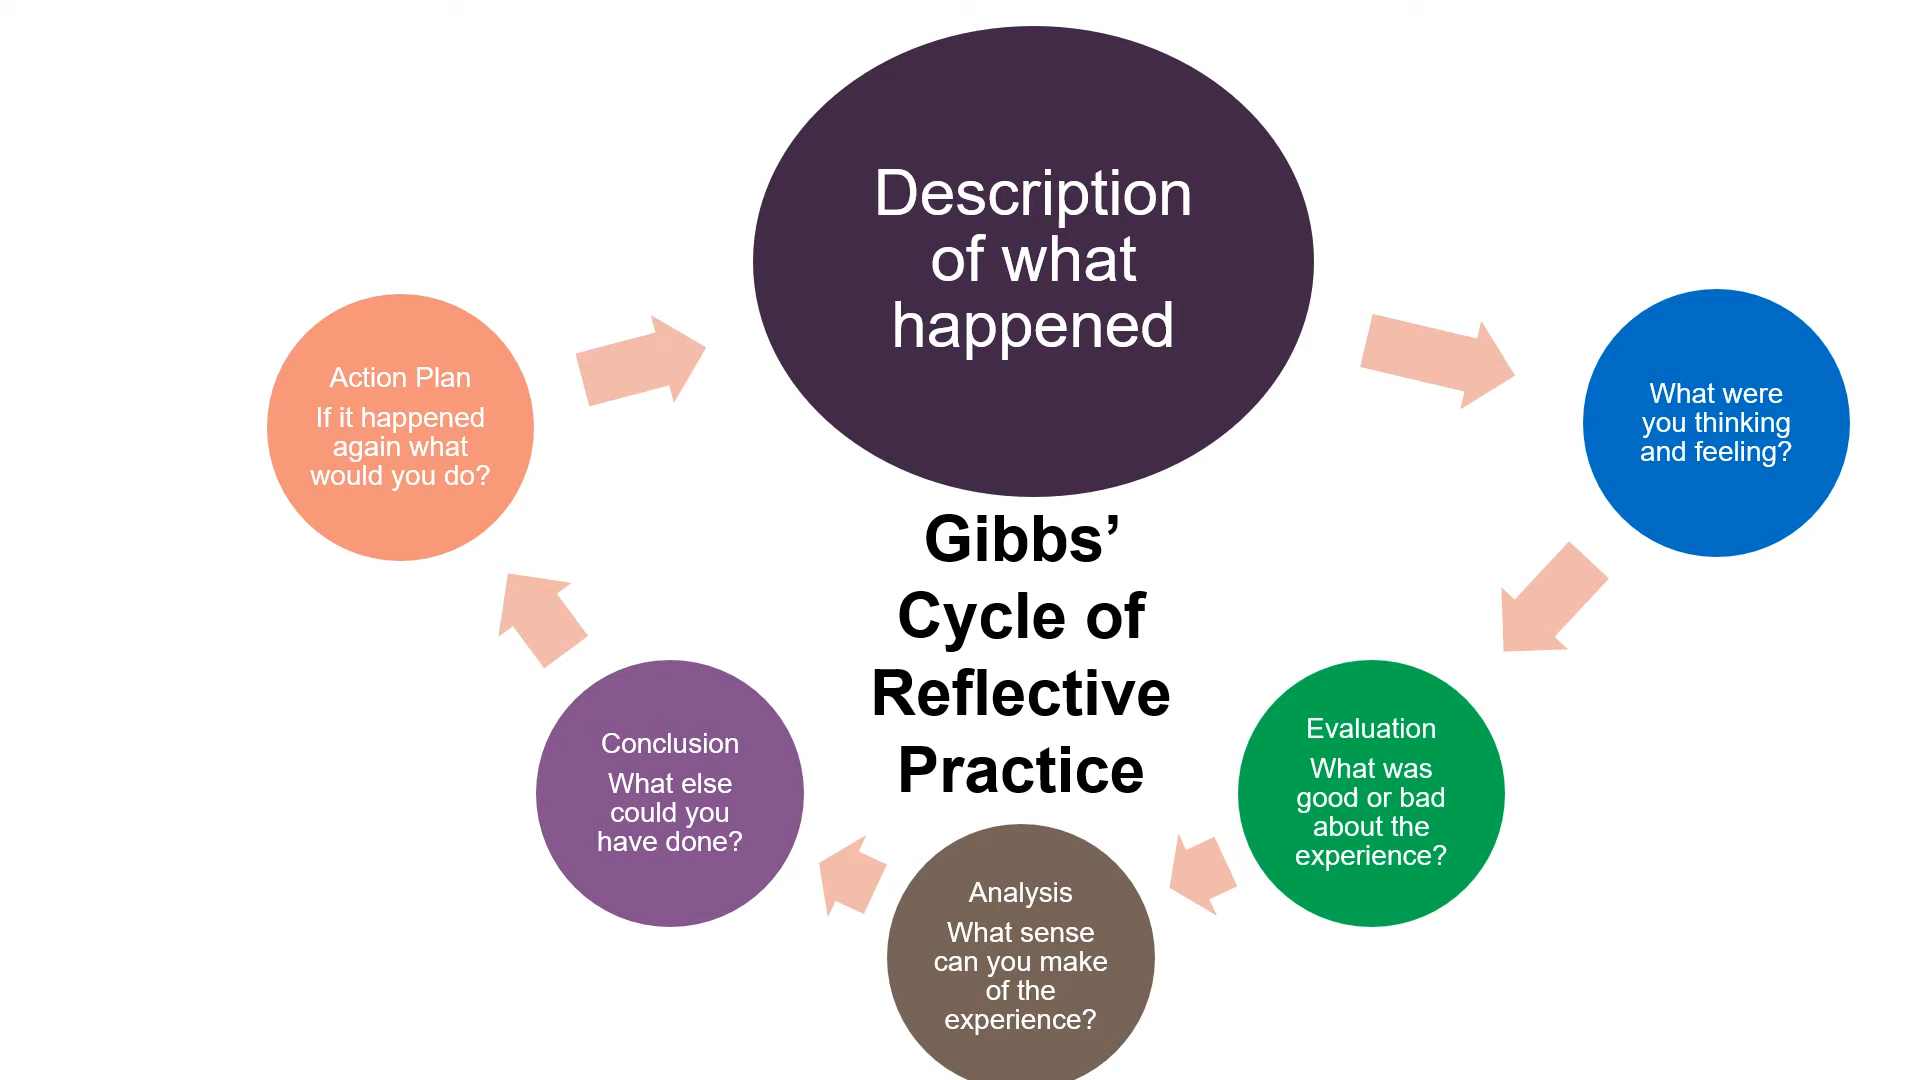 Description
of what
happened
What were
you thinking
and feeling?
Evaluation
What was
good or bad
about the
experience?
Analysis
What sense
can you make
of the
experience?
Conclusion
What else
could you
have done?
Action Plan
If it happened
again what
would you do?
Gibbs’
Cycle of
Reflective
Practice